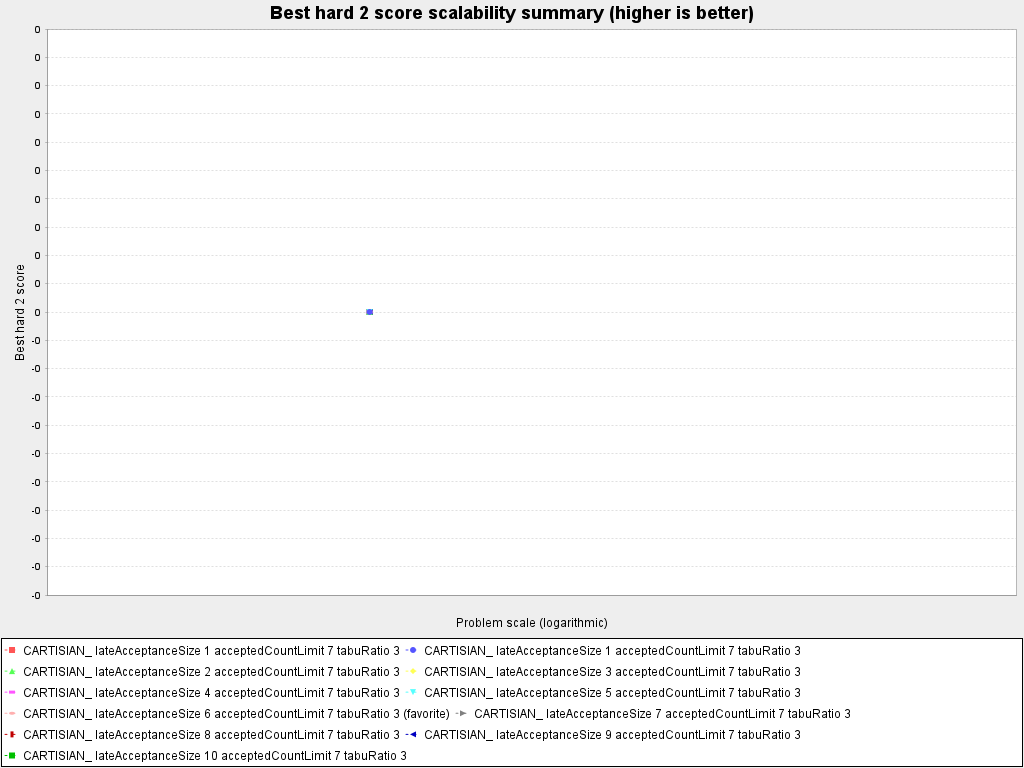 Best hard 2 score scalability summary (higher is better)
0
0
0
0
0
0
0
0
0
0
0
-0
-0
-0
-0
-0
-0
-0
-0
-0
-0
Best hard 2 score
Problem scale (logarithmic)
CARTISIAN_ lateAcceptanceSize 1 acceptedCountLimit 7 tabuRatio 3 CARTISIAN_ lateAcceptanceSize 1 acceptedCountLimit 7 tabuRatio 3
CARTISIAN_ lateAcceptanceSize 2 acceptedCountLimit 7 tabuRatio 3 CARTISIAN_ lateAcceptanceSize 3 acceptedCountLimit 7 tabuRatio 3
CARTISIAN_ lateAcceptanceSize 4 acceptedCountLimit 7 tabuRatio 3 CARTISIAN_ lateAcceptanceSize 5 acceptedCountLimit 7 tabuRatio 3
CARTISIAN_ lateAcceptanceSize 6 acceptedCountLimit 7 tabuRatio 3 (favorite) CARTISIAN_ lateAcceptanceSize 7 acceptedCountLimit 7 tabuRatio 3
CARTISIAN_ lateAcceptanceSize 8 acceptedCountLimit 7 tabuRatio 3 CARTISIAN_ lateAcceptanceSize 9 acceptedCountLimit 7 tabuRatio 3
CARTISIAN_ lateAcceptanceSize 10 acceptedCountLimit 7 tabuRatio 3